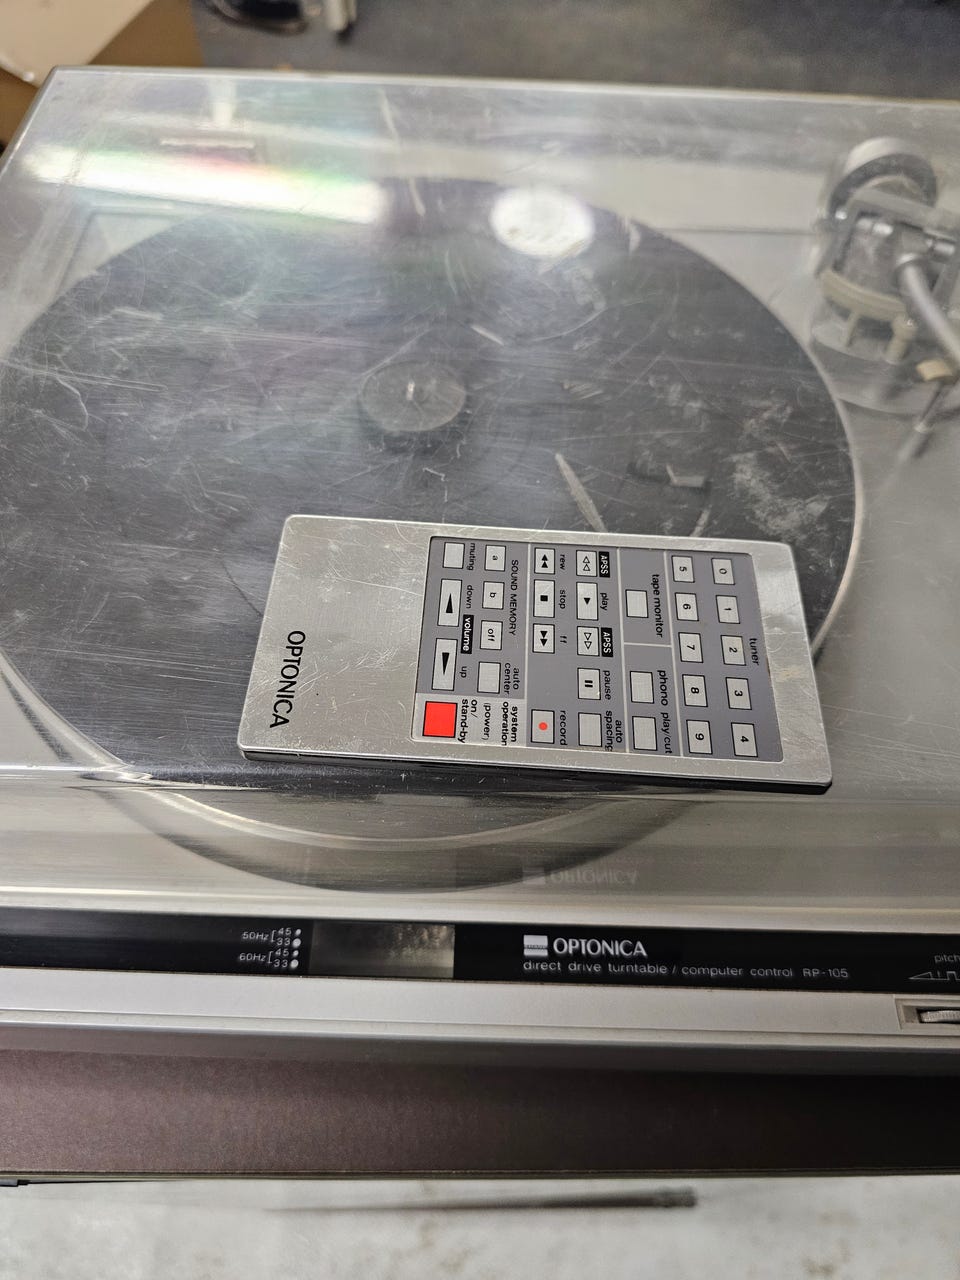 tuner
0 1 2 3 4
5 6 7 8 9
tape monitor phono play/cut
APSS play APSS pause auto spacing
rew stop ff record
SOUND MEMORY auto center
a b off
system operation
(power)
on/stand-by
muting down volume up
OPTONICA
50Hz 45
33
60Hz 45
33
OPTONICA
direct drive turntable / computer control RP-105
pitch